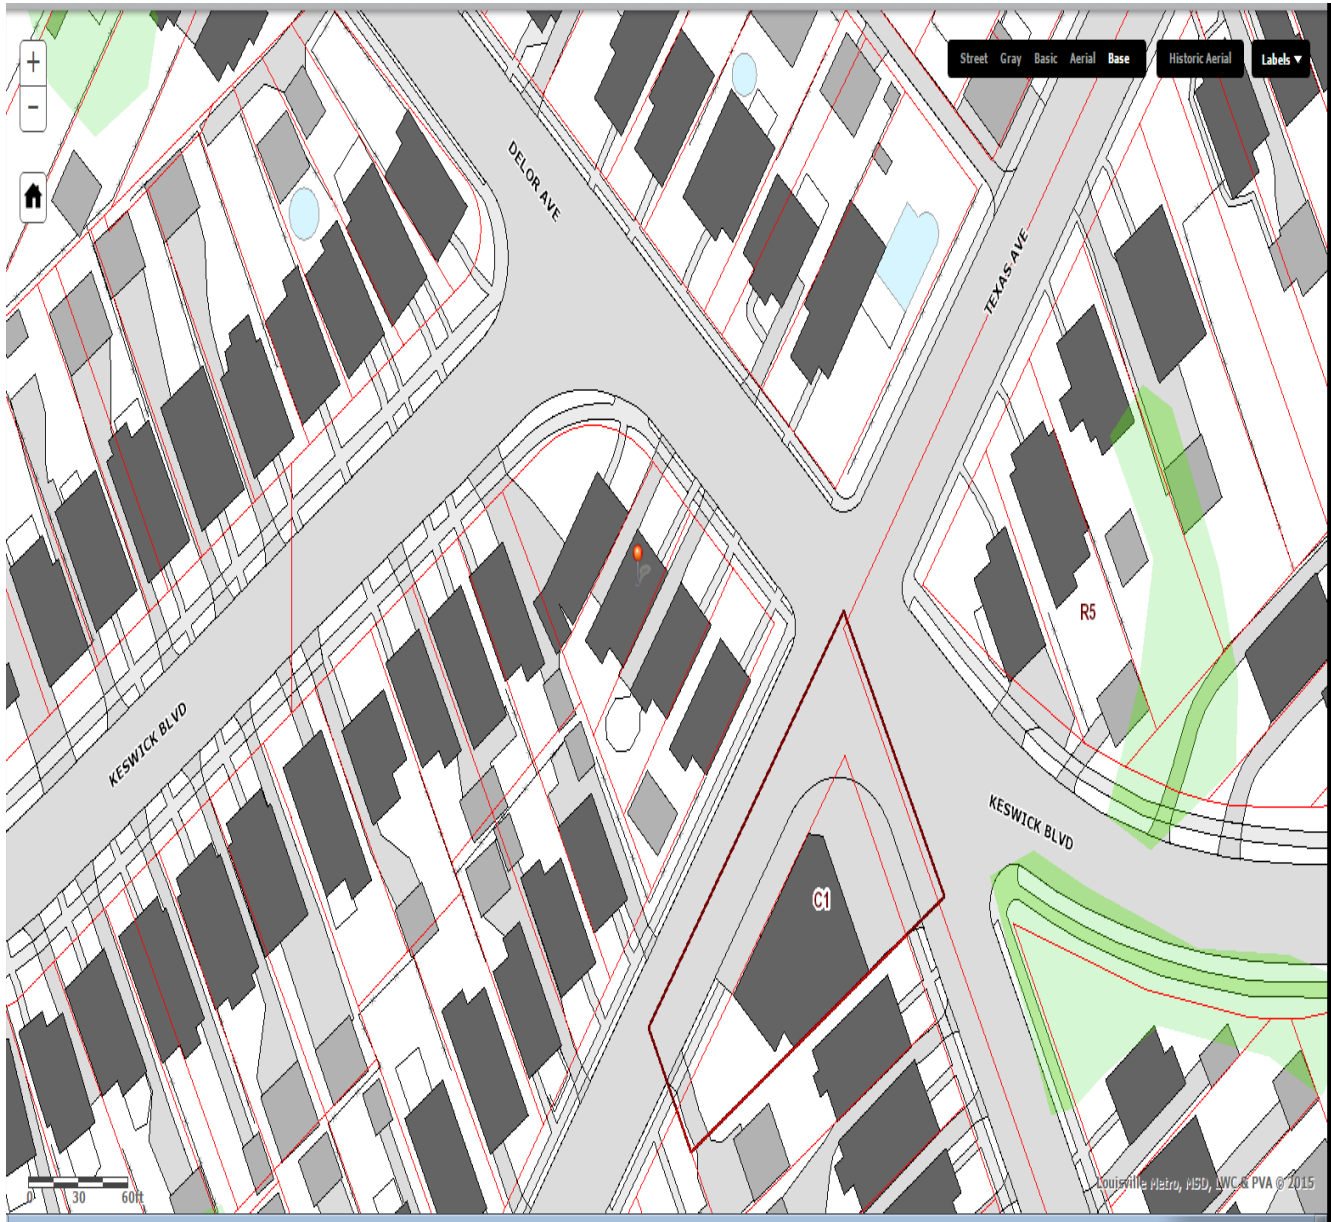 +
−
Street Gray Basic Aerial Base Historic Aerial Labels ▼
DELOR AVE
TEXAS AVE
R5
KESWICK BLVD
KESWICK BLVD
C1
0 30 60ft
Louisville Metro, MSD, LWC & PVA © 2015